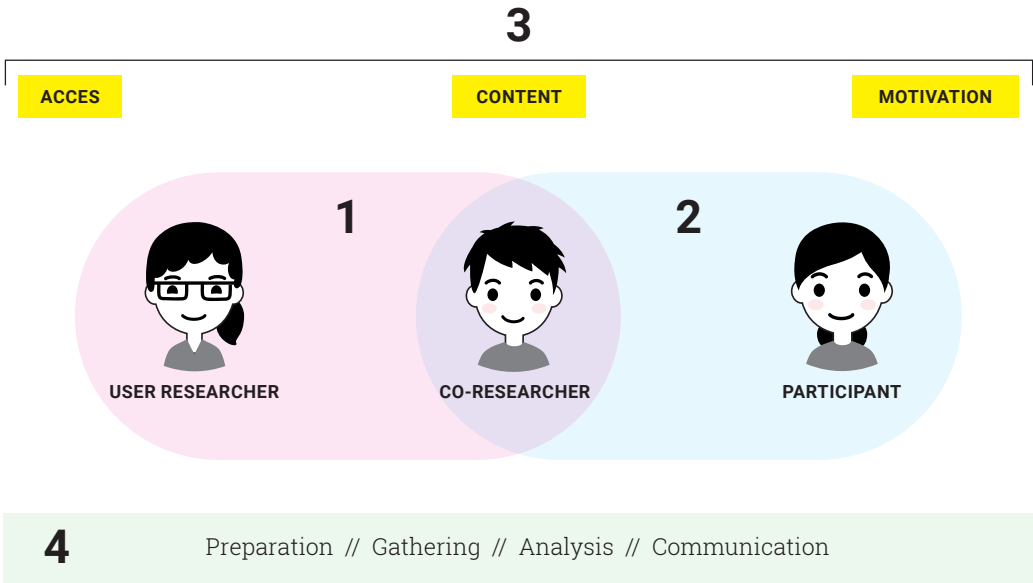 3
ACCES CONTENT MOTIVATION
1 2
USER RESEARCHER CO-RESEARCHER PARTICIPANT
4 Preparation // Gathering // Analysis // Communication